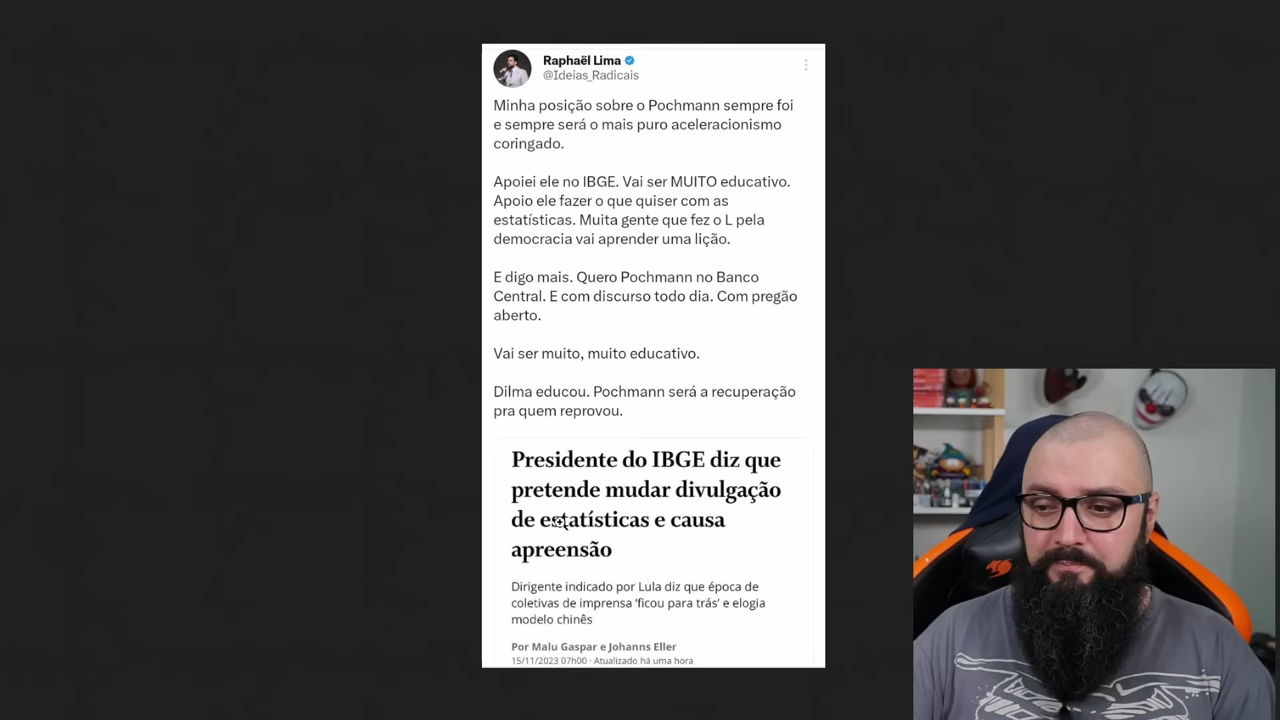 Raphaël Lima
@Ideias_Radicais
Minha posição sobre o Pochmann sempre foi
e sempre será o mais puro aceleracionismo
coringado.
Apoiei ele no IBGE. Vai ser MUITO educativo.
Apoio ele fazer o que quiser com as
estatísticas. Muita gente que fez o L pela
democracia vai aprender uma lição.
E digo mais. Quero Pochmann no Banco
Central. E com discurso todo dia. Com pregão
aberto.
Vai ser muito, muito educativo.
Dilma educou. Pochmann será a recuperação
pra quem reprovou.
Presidente do IBGE diz que
pretende mudar divulgação
de estatísticas e causa
apreensão
Dirigente indicado por Lula diz que época de
coletivas de imprensa ‘ficou para trás’ e elogia
modelo chinês
Por Malu Gaspar e Johanns Eller
15/11/2023 07h00 · Atualizado há uma hora